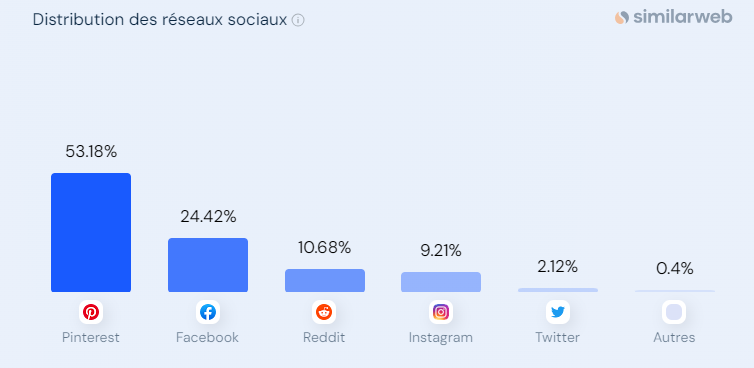 Distribution des réseaux sociaux
similarweb
53.18%
24.42%
10.68%
9.21%
2.12%
0.4%
Pinterest
Facebook
Reddit
Instagram
Twitter
Autres